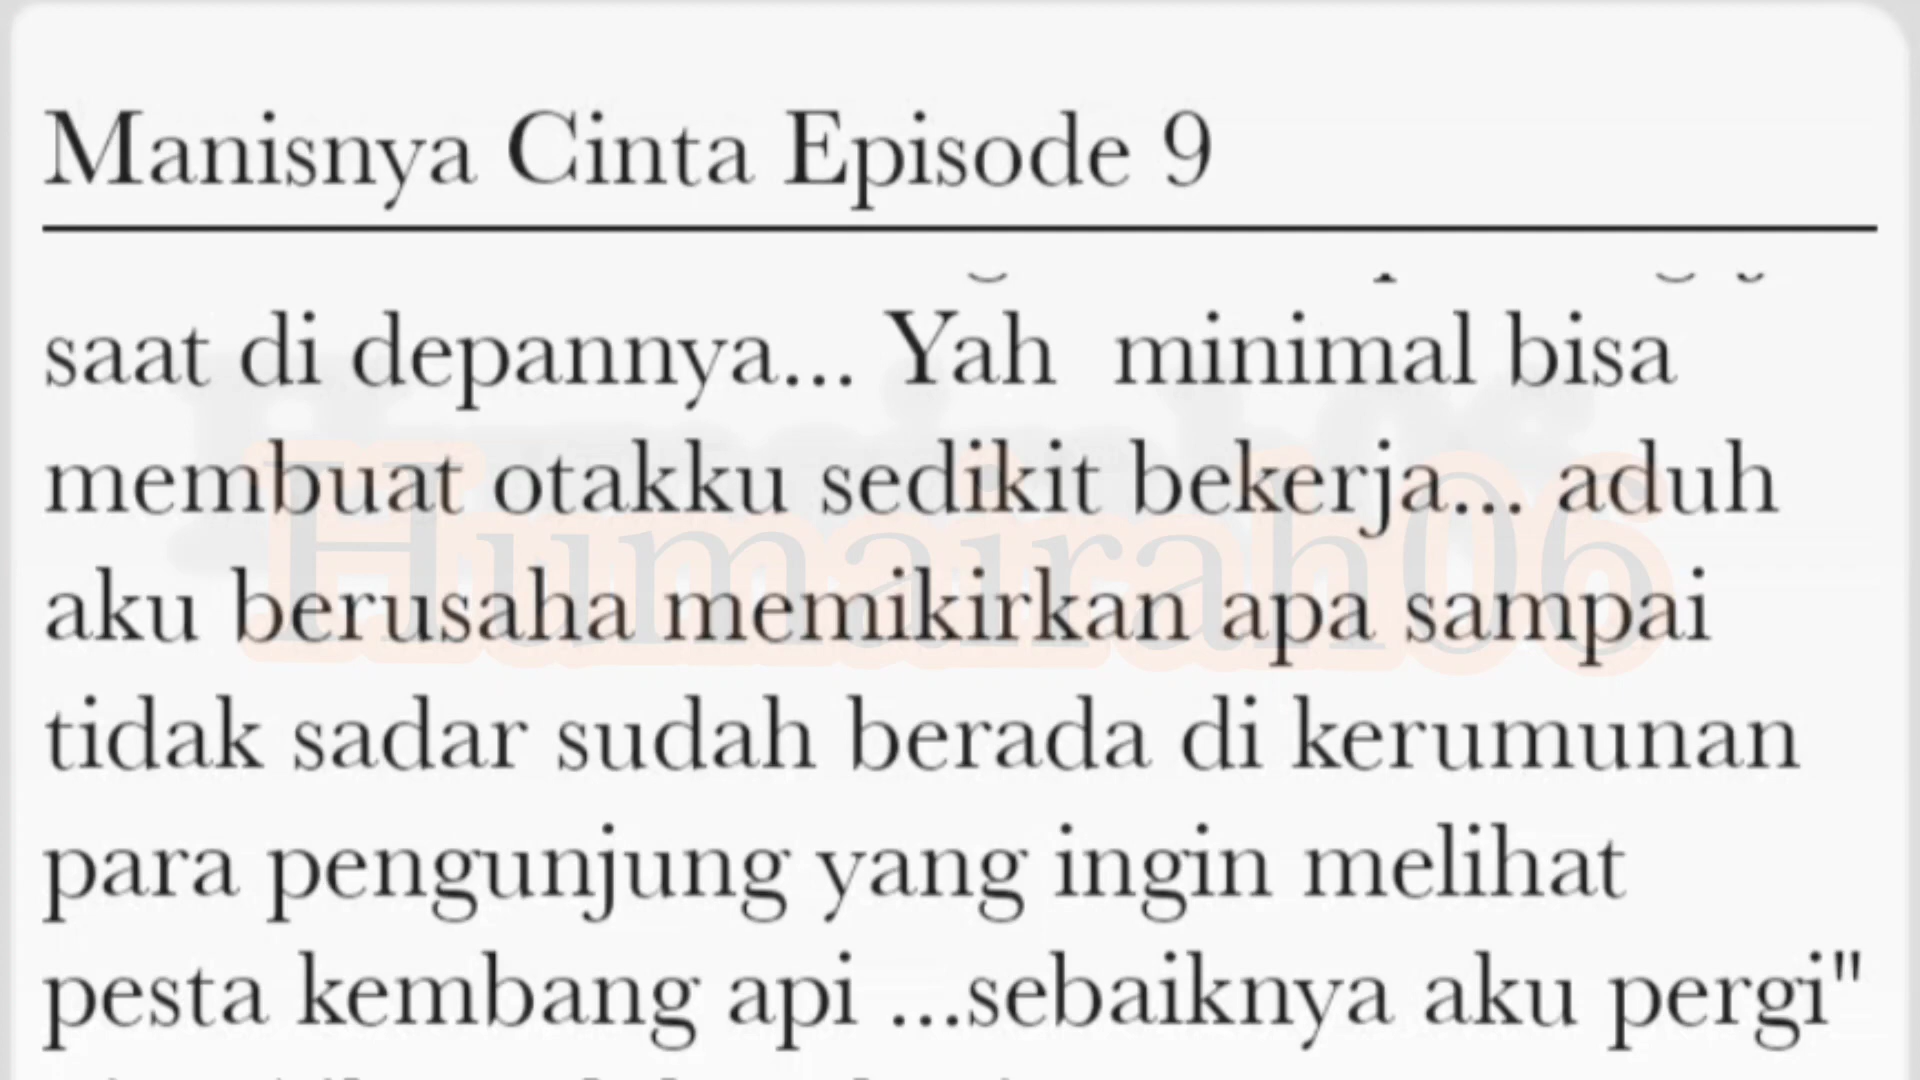 Manisnya Cinta Episode 9
saat di depannya... Yah  minimal bisa
membuat otakku sedikit bekerja... aduh
Humairah06
aku berusaha memikirkan apa sampai
tidak sadar sudah berada di kerumunan
para pengunjung yang ingin melihat
pesta kembang api ...sebaiknya aku pergi"